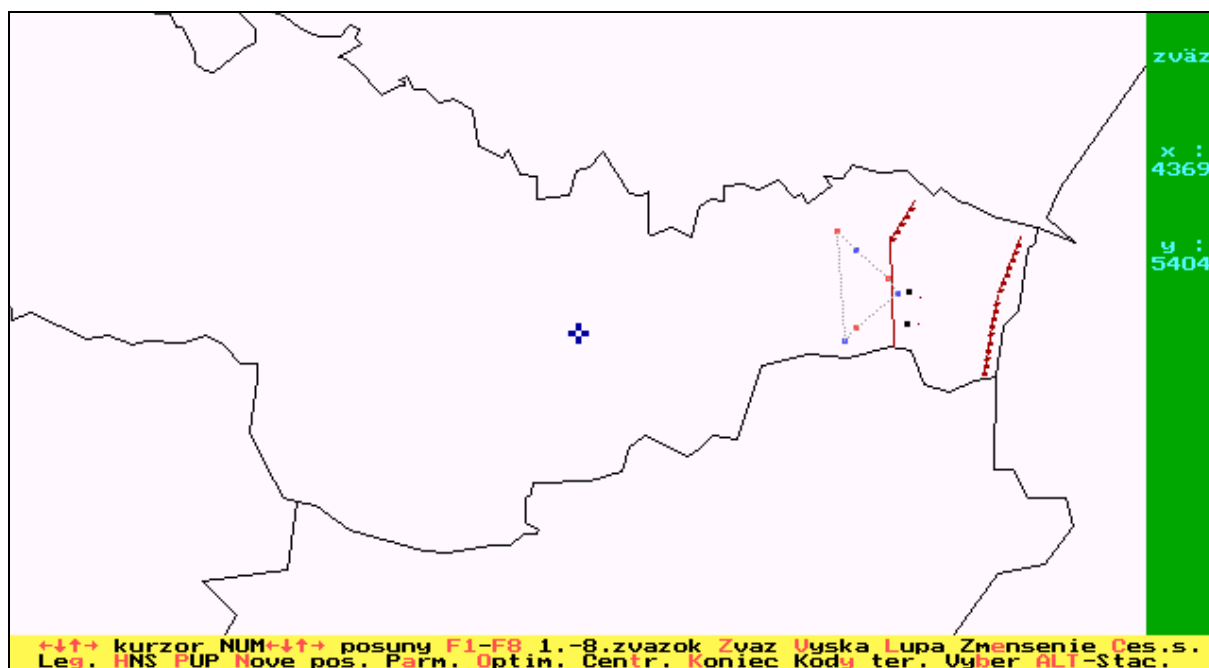 zväz
x :
4369
y :
5404
←↓↑→ kurzor NUM←↓↑→ posuny F1-F8 1.-8.zvazok Zvaz Vyska Lupa Zmensenie Ces.s.
Leg. HNS PUP Nove pos. Parm. Optim. Centr. Koniec Kody ter. Vyber ALT-Stack